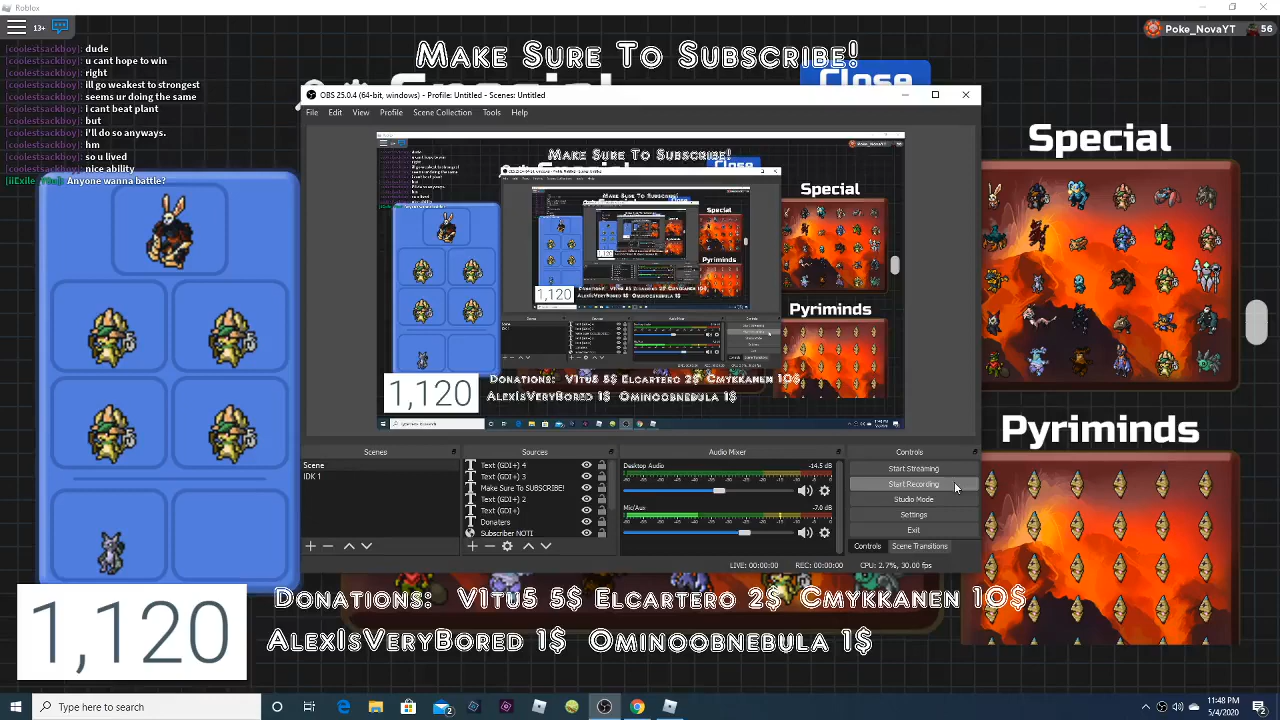 Roblox
13+
Poke_NovaYT
56
[coolestsackboy]: dude
[coolestsackboy]: u cant hope to win
[coolestsackboy]: right
[coolestsackboy]: ill go weakest to strongest
[coolestsackboy]: seems ur doing the same
[coolestsackboy]: i cant beat plant
[coolestsackboy]: but
[coolestsackboy]: i'll do so anyways.
[coolestsackboy]: hm
[coolestsackboy]: so u lived
[coolestsackboy]: nice ability
Anyone wanna battle?
Make Sure To Subscribe!
Close
OBS 25.0.4 (64-bit, windows) - Profile: Untitled - Scenes: Untitled
File Edit View Profile Scene Collection Tools Help
Make Sure To Subscribe!
Special
Special
Pyriminds
Pyriminds
1,120
Donations: V1tu5 5$ Elcartero 2$ Cmykkanen 10$
AlexIsVeryBored 1$ Ominoobnebula 1$
Special
Pyriminds
Scenes
Scene
IDK 1
Sources
Text (GDI+) 4
Text (GDI+) 3
Make Sure To SUBSCRIBE!
Text (GDI+) 2
Text (GDI+)
Donaters
Subscriber NOTI
Audio Mixer
Desktop Audio -14.5 dB
Mic/Aux -7.0 dB
Controls
Start Streaming
Start Recording
Studio Mode
Settings
Exit
Controls Scene Transitions
LIVE: 00:00:00 REC: 00:00:00 CPU: 2.7%, 30.00 fps
1,120
Donations: V1tu5 5$ Elcartero 2$ Cmykkanen 10$
AlexIsVeryBored 1$ Ominoobnebula 1$
Type here to search
11:48 PM
5/4/2020
2
2